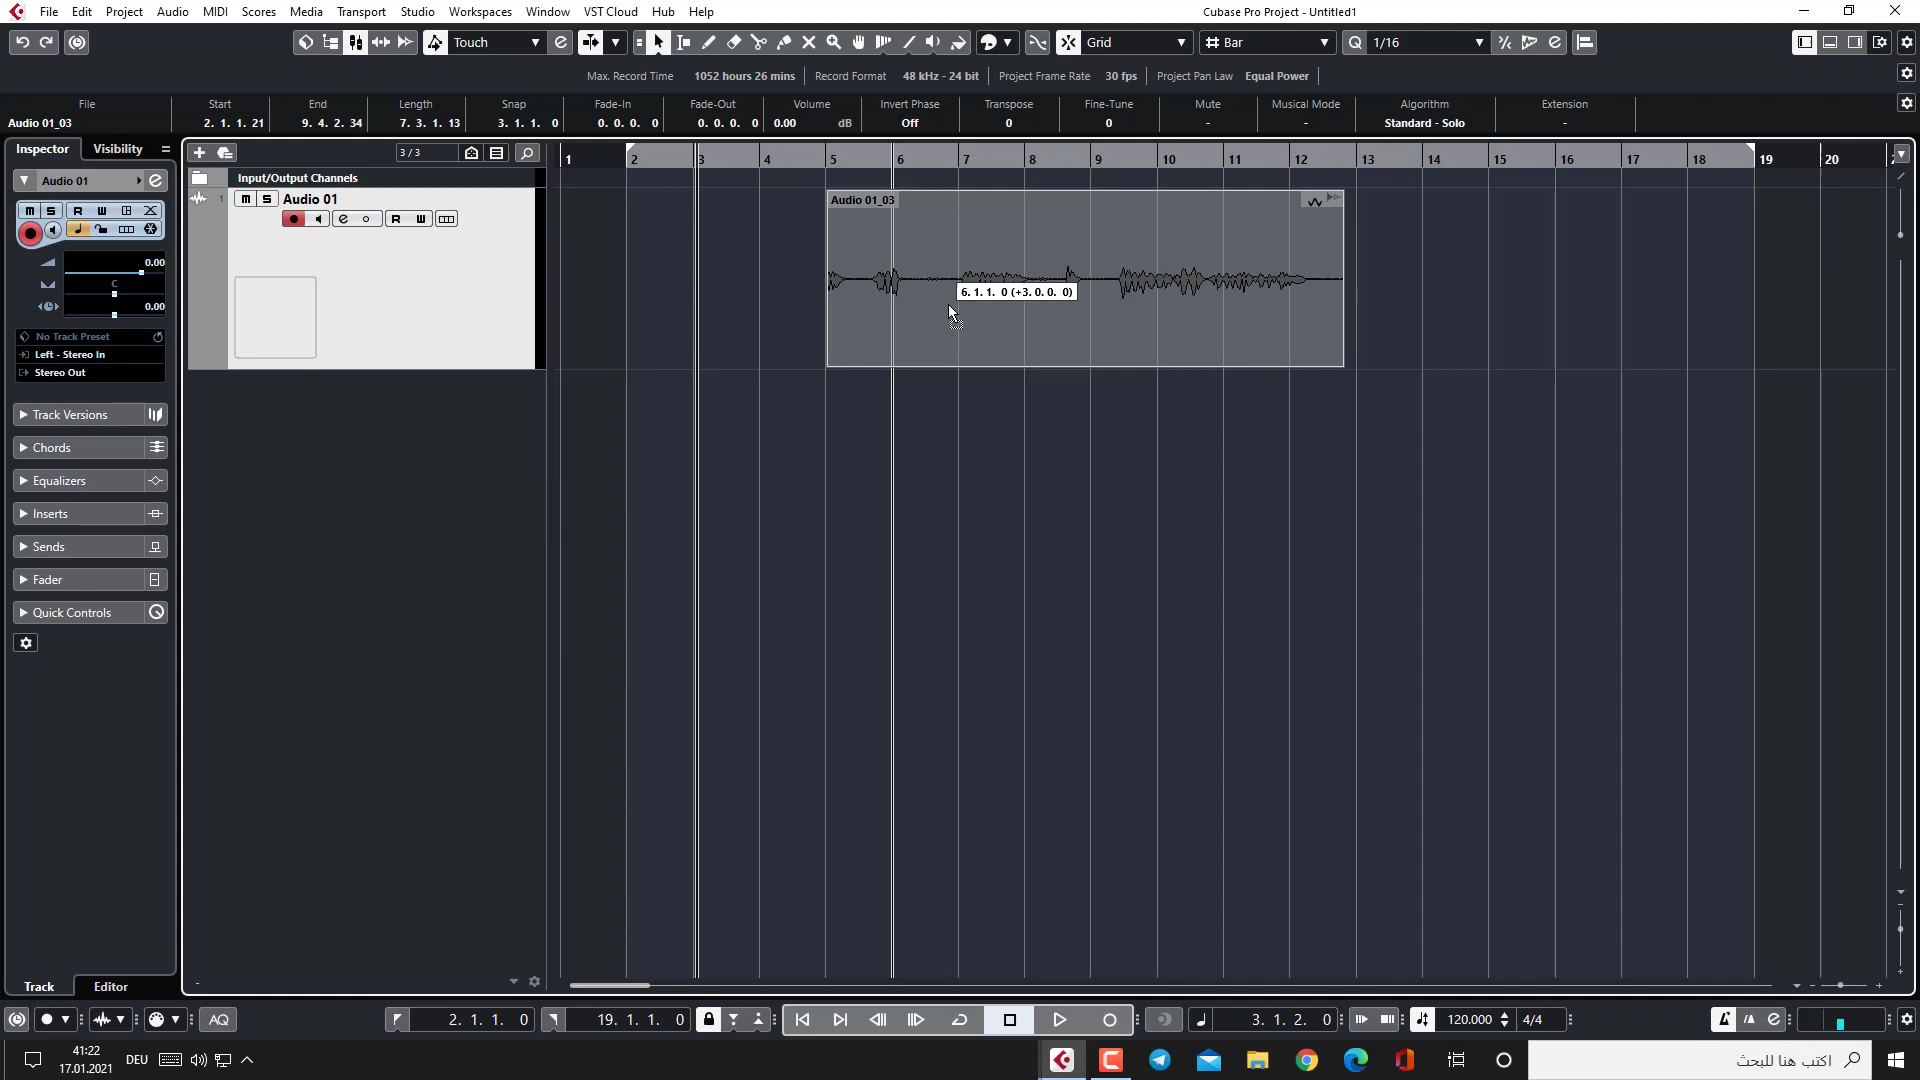 File Edit Project Audio MIDI Scores Media Transport Studio Workspaces Window VST Cloud Hub Help
Cubase Pro Project - Untitled1
Touch
Grid
Bar
1/16
Max. Record Time 1052 hours 26 mins Record Format 48 kHz - 24 bit Project Frame Rate 30 fps Project Pan Law Equal Power
File Start End Length Snap Fade-In Fade-Out Volume Invert Phase Transpose Fine-Tune Mute Musical Mode Algorithm Extension
Audio 01_03 2. 1. 1. 21 9. 4. 2. 34 7. 3. 1. 13 3. 1. 1. 0 0. 0. 0. 0 0. 0. 0. 0 0.00 dB Off 0 0 - - Standard - Solo -
Inspector Visibility
3 / 3
1 2 3 4 5 6 7 8 9 10 11 12 13 14 15 16 17 18 19 20
Audio 01
Input/Output Channels
1 M S Audio 01
Audio 01_03
M S R W
R W
0.00
C
0.00
6. 1. 1. 0 (+3. 0. 0. 0)
No Track Preset
Left - Stereo In
Stereo Out
Track Versions
Chords
Equalizers
Inserts
Sends
Fader
Quick Controls
Track Editor
AQ
2. 1. 1. 0
19. 1. 1. 0
3. 1. 2. 0
120.000
4/4
41:22
17.01.2021
DEU
اكتب هنا للبحث